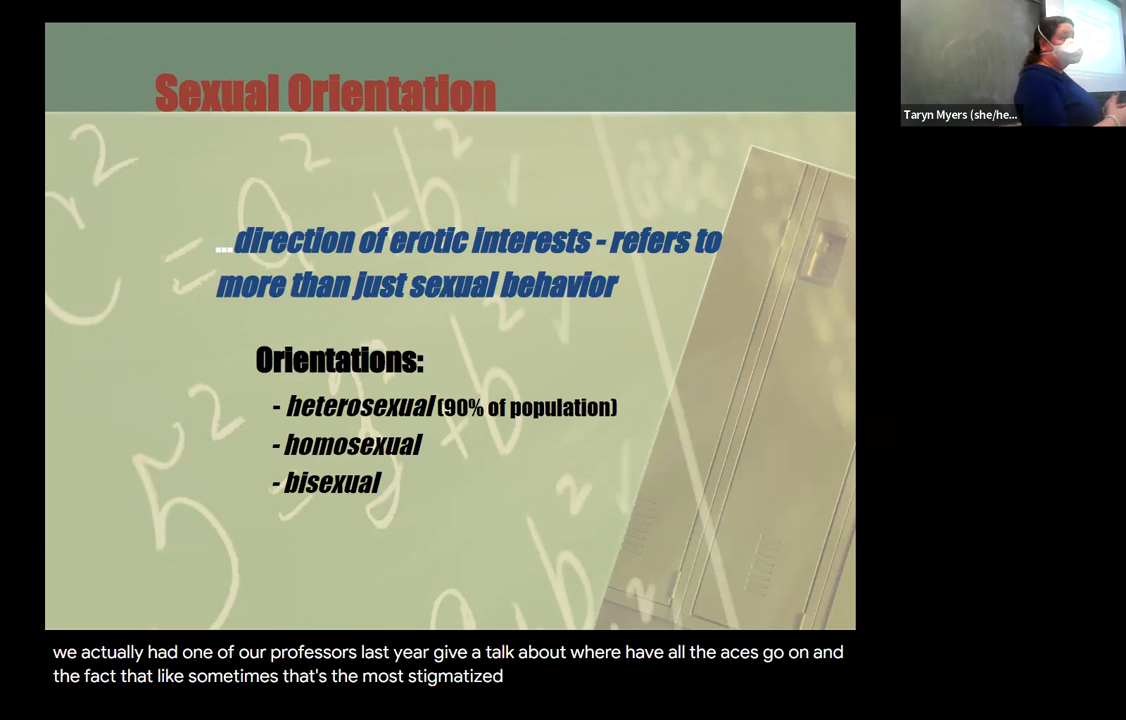 Sexual Orientation
...direction of erotic interests - refers to
more than just sexual behavior
Orientations:
- heterosexual (90% of population)
- homosexual
- bisexual
Taryn Myers (she/he...
we actually had one of our professors last year give a talk about where have all the aces go on and
the fact that like sometimes that's the most stigmatized